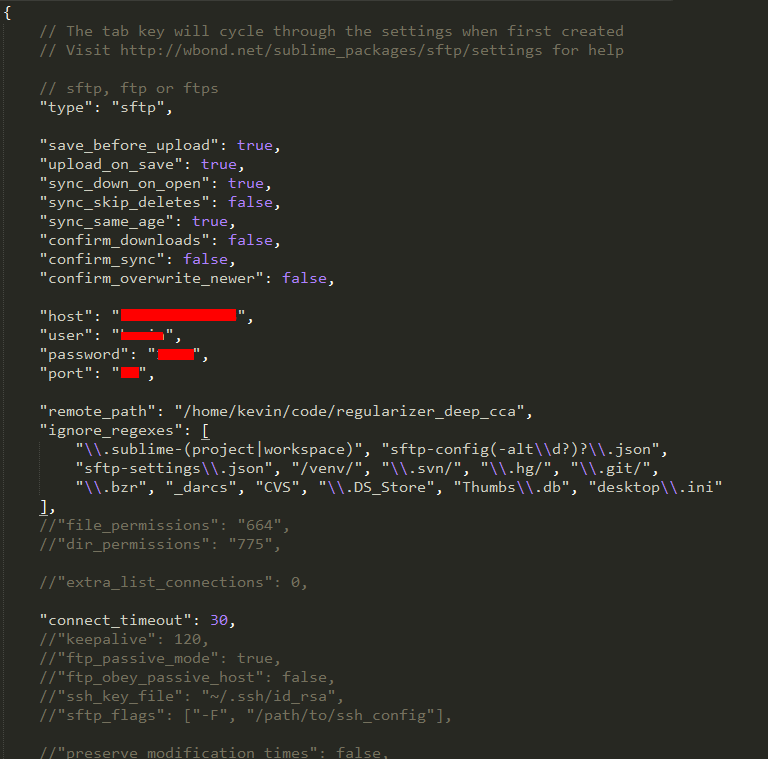 {
    // The tab key will cycle through the settings when first created
    // Visit http://wbond.net/sublime_packages/sftp/settings for help

    // sftp, ftp or ftps
    "type": "sftp",

    "save_before_upload": true,
    "upload_on_save": true,
    "sync_down_on_open": true,
    "sync_skip_deletes": false,
    "sync_same_age": true,
    "confirm_downloads": false,
    "confirm_sync": false,
    "confirm_overwrite_newer": false,

    "host": "",
    "user": "",
    "password": "",
    "port": "",

    "remote_path": "/home/kevin/code/regularizer_deep_cca",
    "ignore_regexes": [
        "\\.sublime-(project|workspace)", "sftp-config(-alt\\d?)?\\.json",
        "sftp-settings\\.json", "/venv/", "\\.svn/", "\\.hg/", "\\.git/",
        "\\.bzr", "_darcs", "CVS", "\\.DS_Store", "Thumbs\\.db", "desktop\\.ini"
    ],
    //"file_permissions": "664",
    //"dir_permissions": "775",

    //"extra_list_connections": 0,

    "connect_timeout": 30,
    //"keepalive": 120,
    //"ftp_passive_mode": true,
    //"ftp_obey_passive_host": false,
    //"ssh_key_file": "~/.ssh/id_rsa",
    //"sftp_flags": ["-F", "/path/to/ssh_config"],

    //"preserve_modification_times": false,